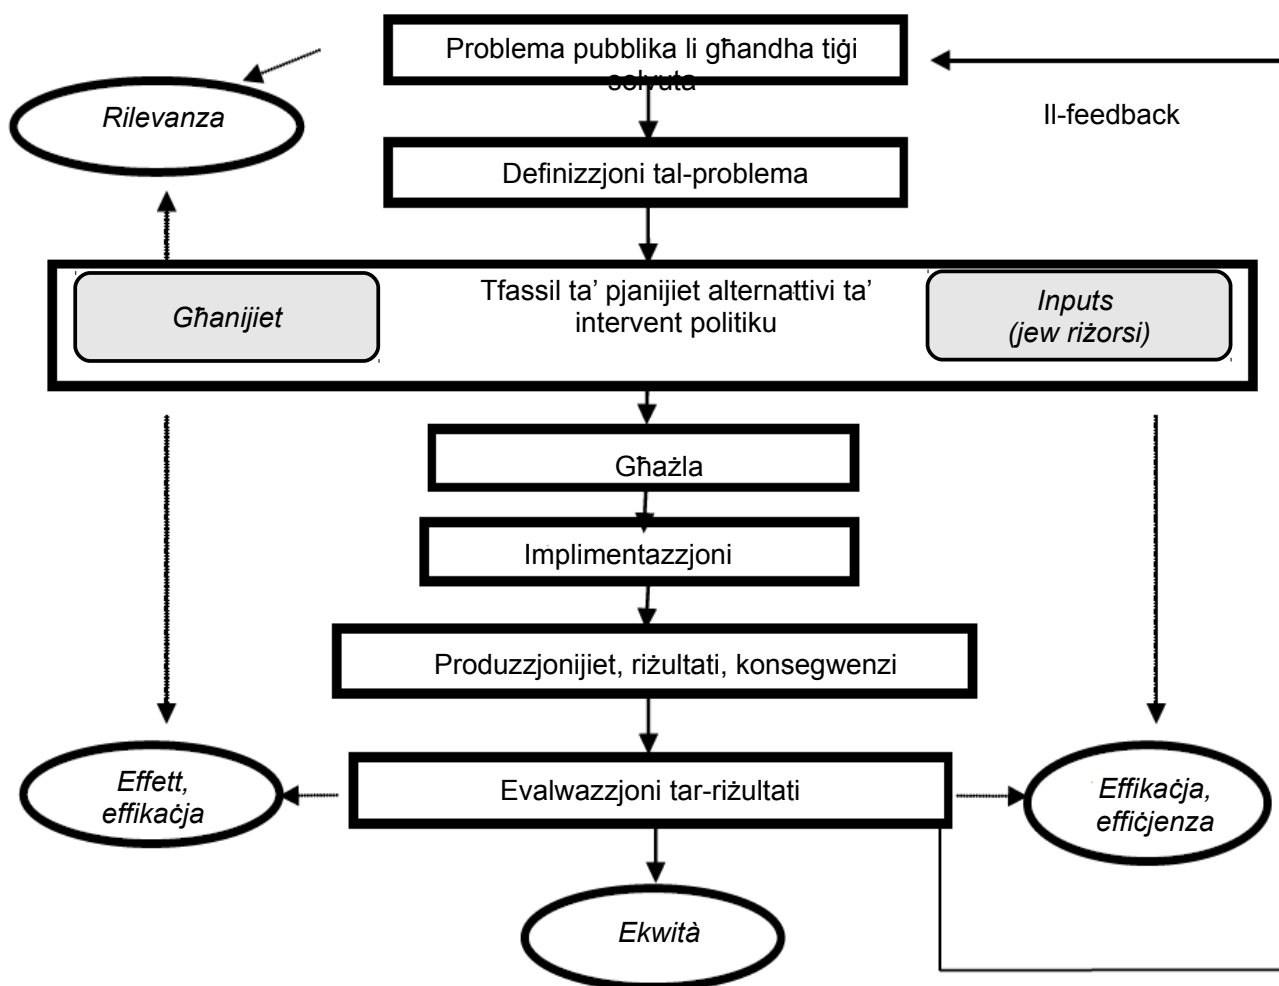 Problema pubblika li għandha tiġi
solvuta
Rilevanza
Il-feedback
Definizzjoni tal-problema
Għanijiet
Tfassil ta’ pjanijiet alternattivi ta’
intervent politiku
Inputs
(jew riżorsi)
Għażla
Implimentazzjoni
Produzzjonijiet, riżultati, konsegwenzi
Effett,
effikaċja
Evalwazzjoni tar-riżultati
Effikaċja,
effiċjenza
Ekwità